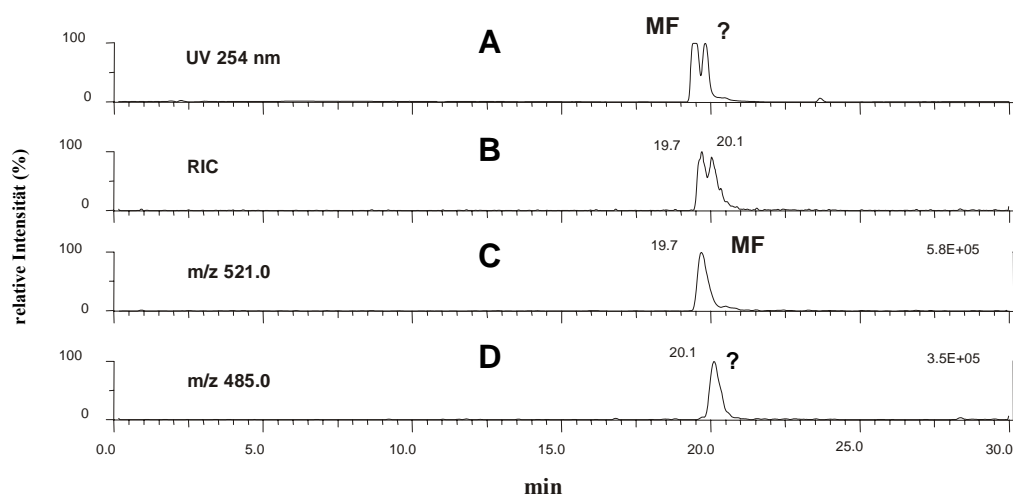 MF ?
100 A
UV 254 nm
0
100 B 19.7 20.1
RIC
0
100 C 19.7 MF 5.8E+05
m/z 521.0
0
100 D 20.1 ? 3.5E+05
m/z 485.0
0
0.0 5.0 10.0 15.0 20.0 25.0 30.0
min
relative Intensität (%)